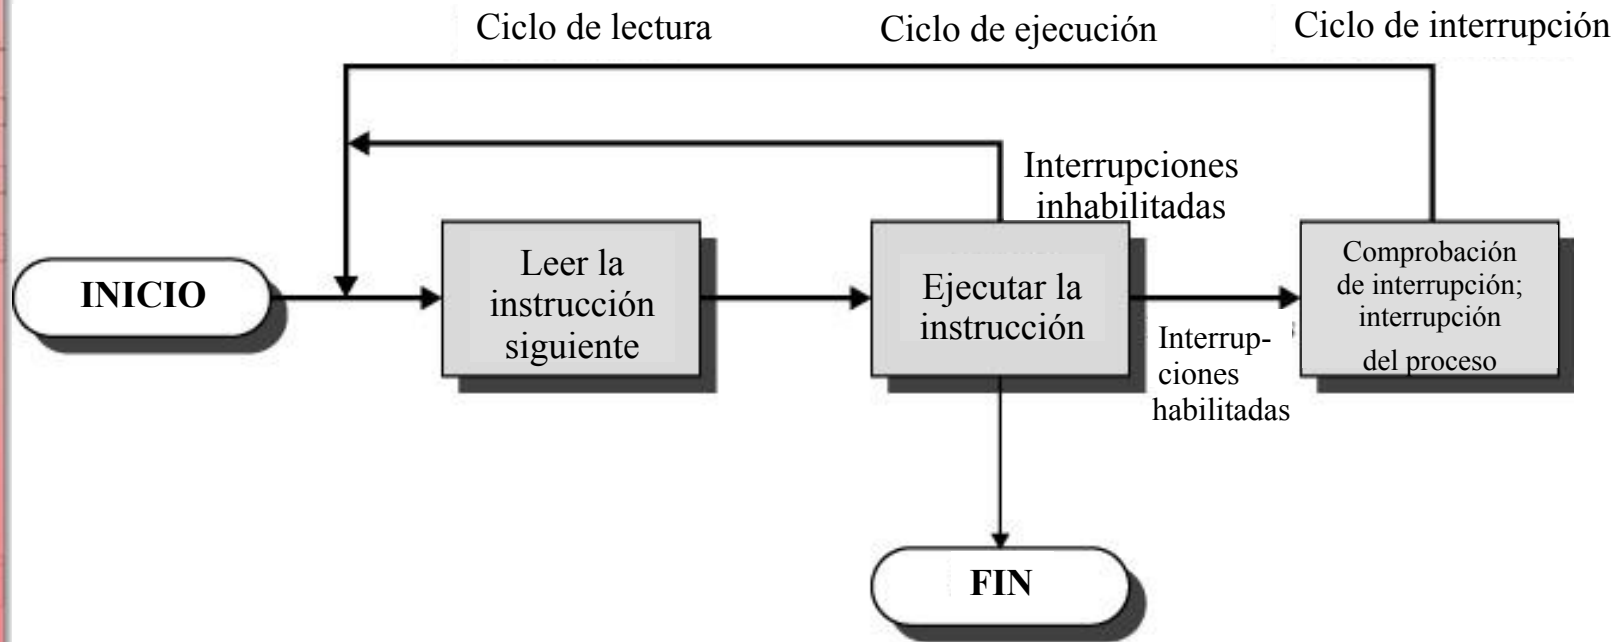 Ciclo de lectura
Ciclo de ejecución
Ciclo de interrupción
Interrupciones
inhabilitadas
INICIO
Leer la
instrucción
siguiente
Ejecutar la
instrucción
Interrup-
ciones
habilitadas
Comprobación
de interrupción;
interrupción
del proceso
FIN